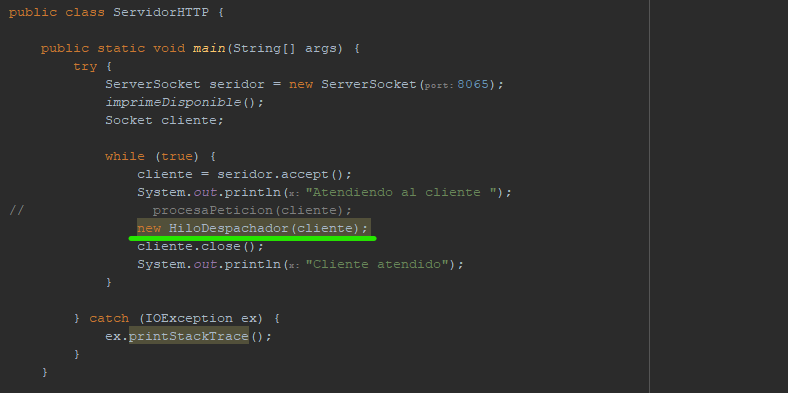 public class ServidorHTTP {
public static void main(String[] args) {
try {
ServerSocket seridor = new ServerSocket( port: 8065);
imprimeDisponible();
Socket cliente;
while (true) {
cliente = seridor.accept();
System.out.println( x: "Atendiendo al cliente ");
// procesaPeticion(cliente);
new HiloDespachador(cliente);
cliente.close();
System.out.println( x: "Cliente atendido");
}
} catch (IOException ex) {
ex.printStackTrace();
}
}